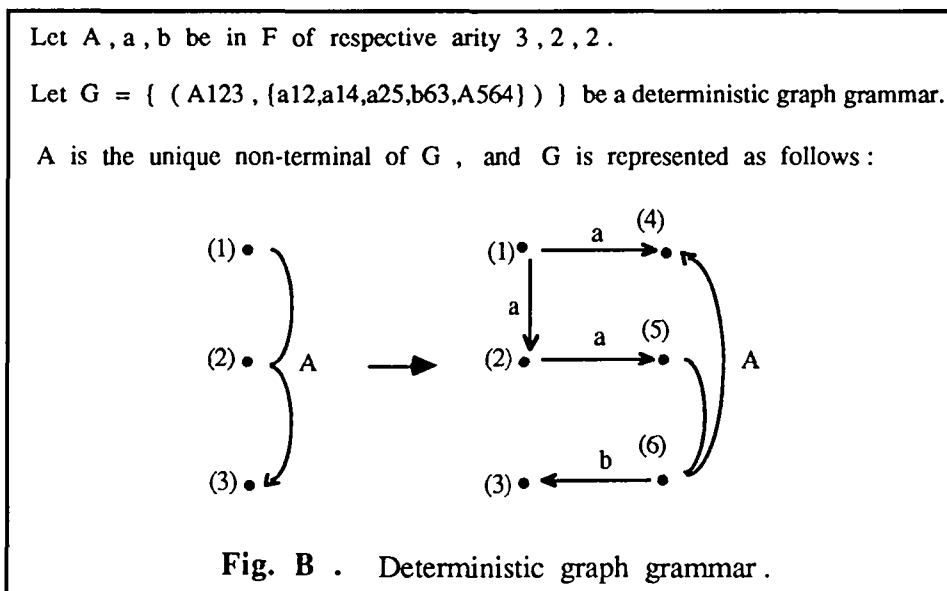 Let A , a , b be in F of respective arity 3 , 2 , 2 .
Let G = { ( A123 , {a12,a14,a25,b63,A564} ) } be a deterministic graph grammar.
A is the unique non-terminal of G , and G is represented as follows :
(1) (1) a (4)
a
(2) A (2) a (5) A
(3) (3) b (6)
Fig. B . Deterministic graph grammar .